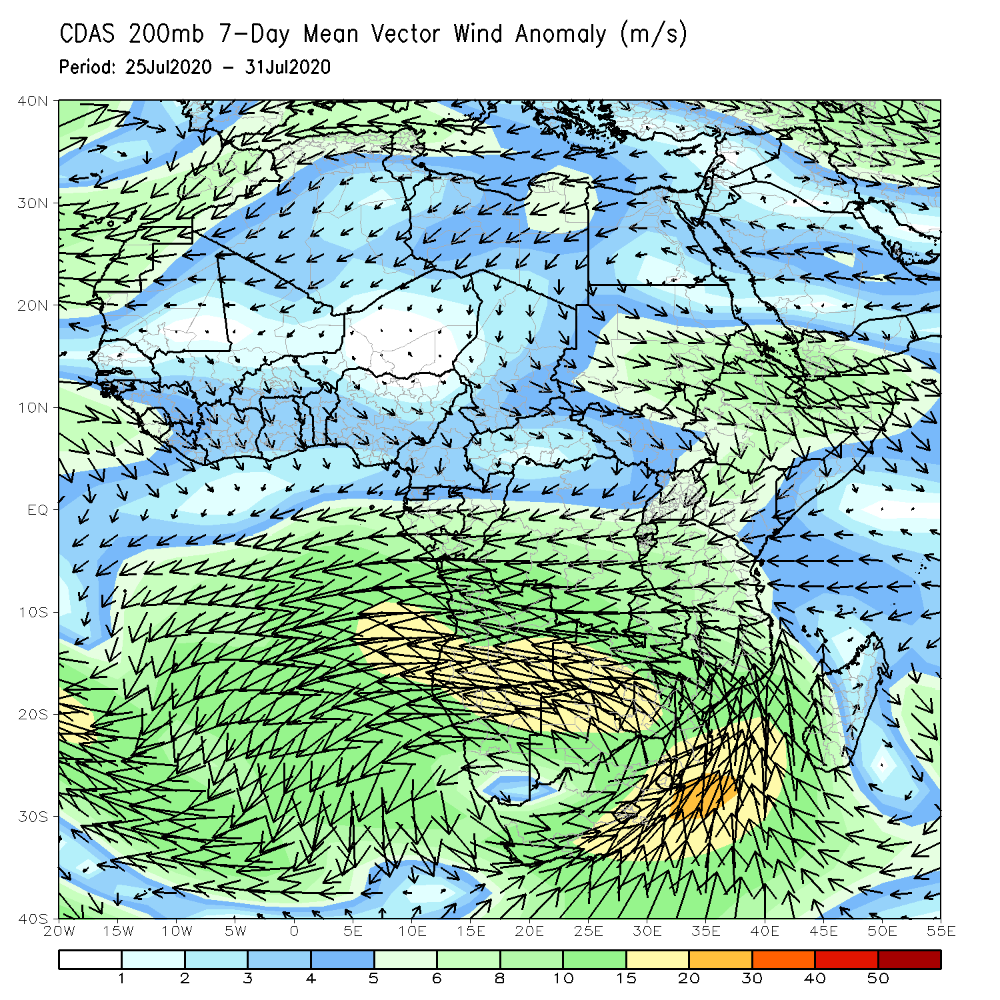 CDAS 200mb 7-Day Mean Vector Wind Anomaly (m/s)
Period: 25Jul2020 - 31Jul2020
40N
30N
20N
10N
EQ
10S
20S
30S
40S
20W 15W 10W 5W 0 5E 10E 15E 20E 25E 30E 35E 40E 45E 50E 55E
1 2 3 4 5 6 8 10 15 20 30 40 50